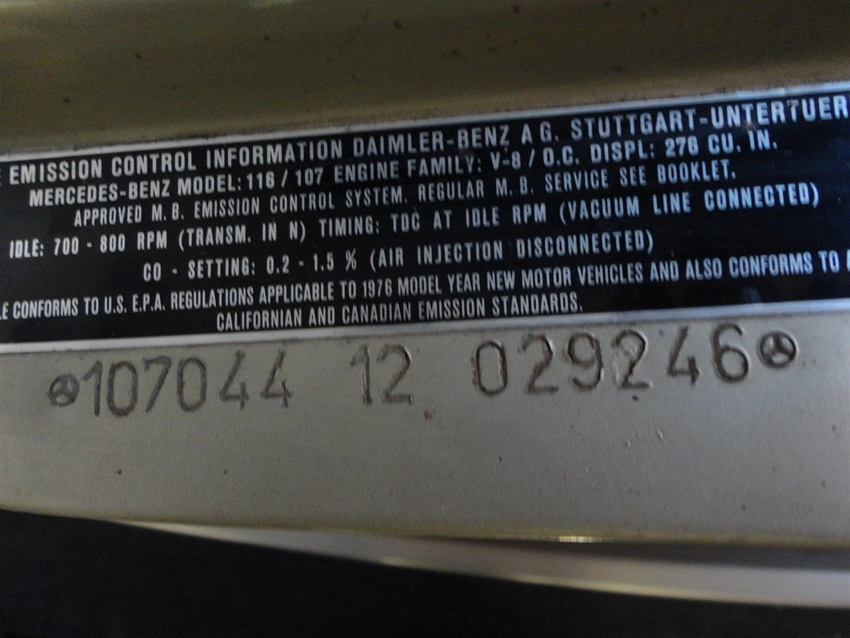 EMISSION CONTROL INFORMATION DAIMLER-BENZ A G. STUTTGART-UNTERTUER
MERCEDES-BENZ MODEL: 116 / 107 ENGINE FAMILY: V-8 / O.C. DISPL: 276 CU. IN.
APPROVED M. B. EMISSION CONTROL SYSTEM. REGULAR M. B. SERVICE SEE BOOKLET.
IDLE: 700 - 800 RPM (TRANSM. IN N) TIMING: TDC AT IDLE RPM (VACUUM LINE CONNECTED)
CO - SETTING: 0.2 - 1.5 % (AIR INJECTION DISCONNECTED)
LE CONFORMS TO U.S. E.P.A. REGULATIONS APPLICABLE TO 1976 MODEL YEAR NEW MOTOR VEHICLES AND ALSO CONFORMS TO A
CALIFORNIAN AND CANADIAN EMISSION STANDARDS.
107044 12 029246